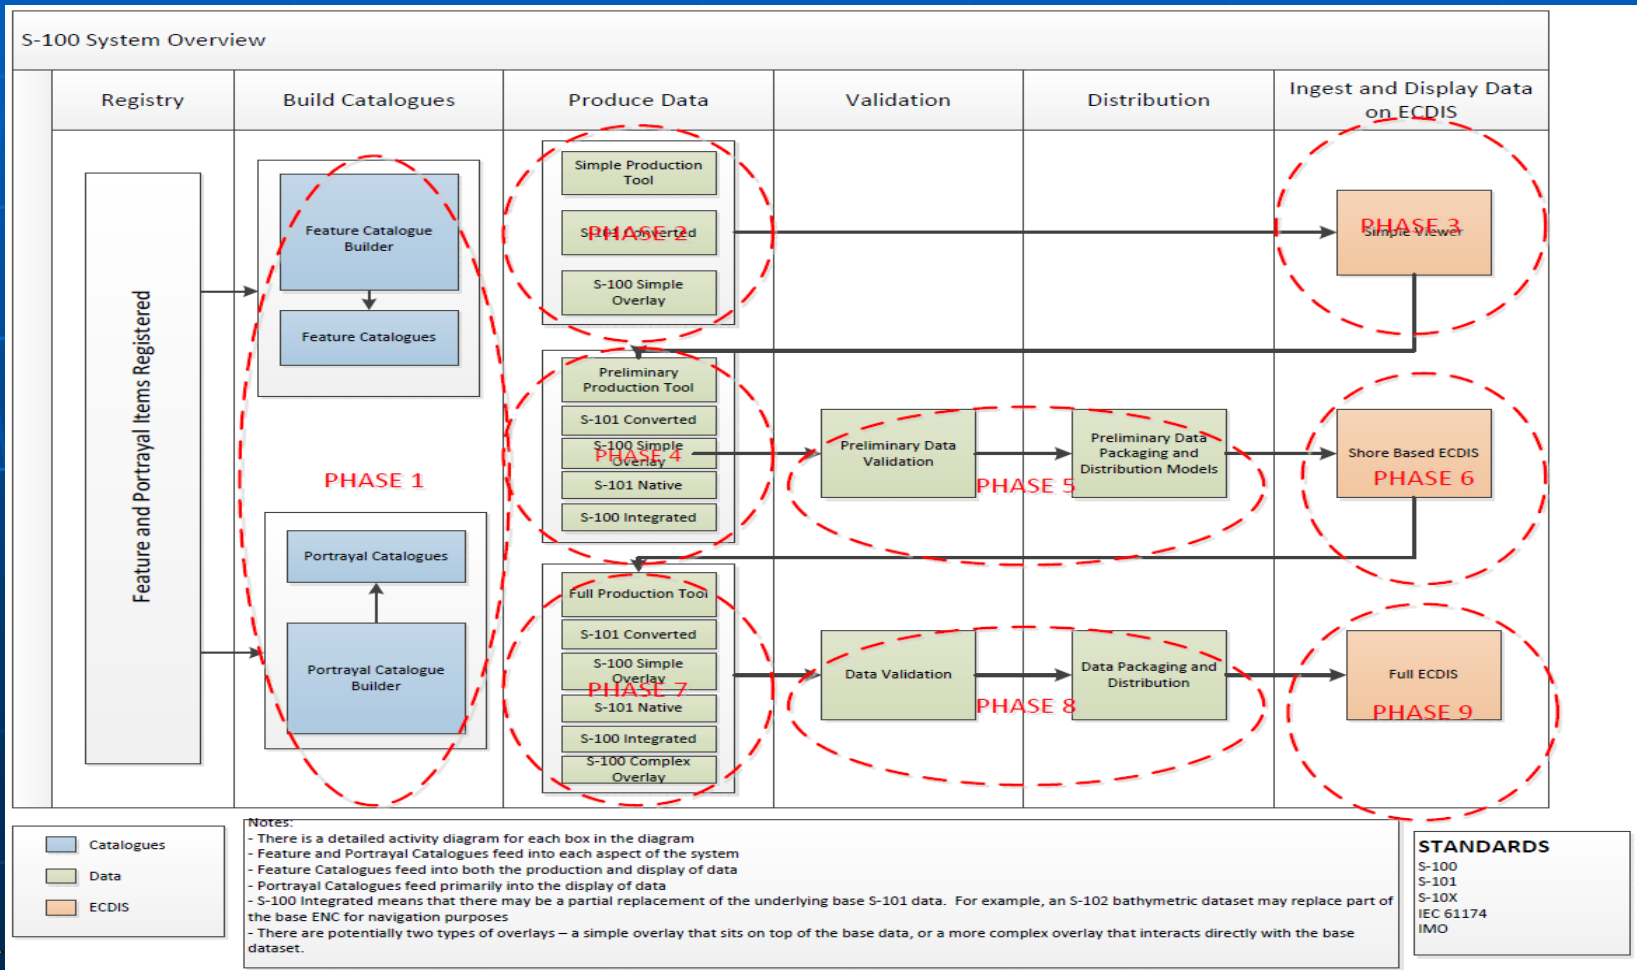 S-100 System Overview
Registry
Build Catalogues
Produce Data
Validation
Distribution
Ingest and Display Data
on ECDIS
Feature and Portrayal Items Registered
Feature Catalogue
Builder
Feature Catalogues
PHASE 1
Portrayal Catalogues
Portrayal Catalogue
Builder
Simple Production
Tool
S-101 Converted
PHASE 2
S-100 Simple
Overlay
PHASE 3
Simple Viewer
Preliminary
Production Tool
S-101 Converted
S-100 Simple
Overlay
PHASE 4
S-101 Native
S-100 Integrated
Preliminary Data
Validation
PHASE 5
Preliminary Data
Packaging and
Distribution Models
Shore Based ECDIS
PHASE 6
Full Production Tool
S-101 Converted
S-100 Simple
Overlay
PHASE 7
S-101 Native
S-100 Integrated
S-100 Complex
Overlay
Data Validation
PHASE 8
Data Packaging and
Distribution
Full ECDIS
PHASE 9
Catalogues
Data
ECDIS
Notes:
- There is a detailed activity diagram for each box in the diagram
- Feature and Portrayal Catalogues feed into each aspect of the system
- Feature Catalogues feed into both the production and display of data
- Portrayal Catalogues feed primarily into the display of data
- S-100 Integrated means that there may be a partial replacement of the underlying base S-101 data.  For example, an S-102 bathymetric dataset may replace part of
the base ENC for navigation purposes
- There are potentially two types of overlays – a simple overlay that sits on top of the base data, or a more complex overlay that interacts directly with the base
dataset.
STANDARDS
S-100
S-101
S-10X
IEC 61174
IMO